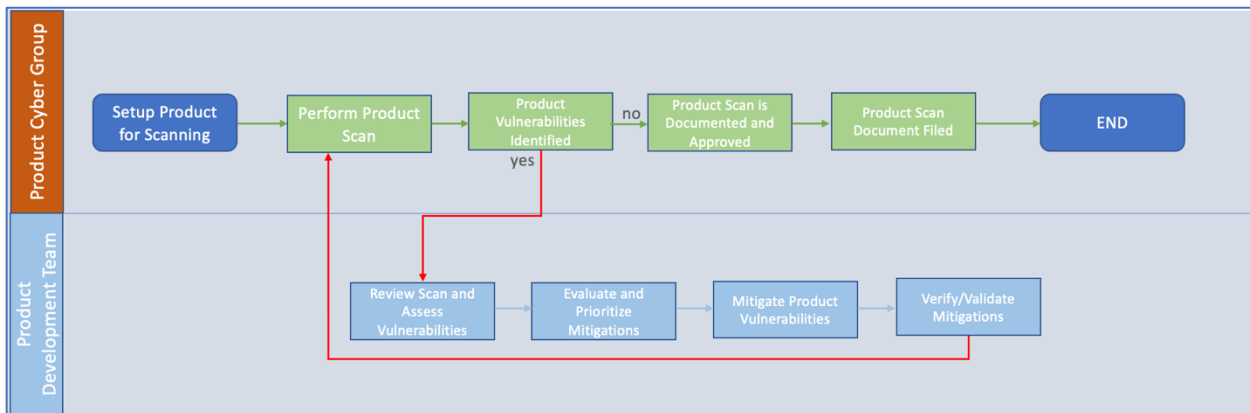 Product Cyber Group
Setup Product
for Scanning
Perform Product
Scan
Product
Vulnerabilities
Identified
no
yes
Product Scan is
Documented and
Approved
Product Scan
Document Filed
END
Product
Development Team
Review Scan and
Assess
Vulnerabilities
Evaluate and
Prioritize
Mitigations
Mitigate Product
Vulnerabilities
Verify/Validate
Mitigations